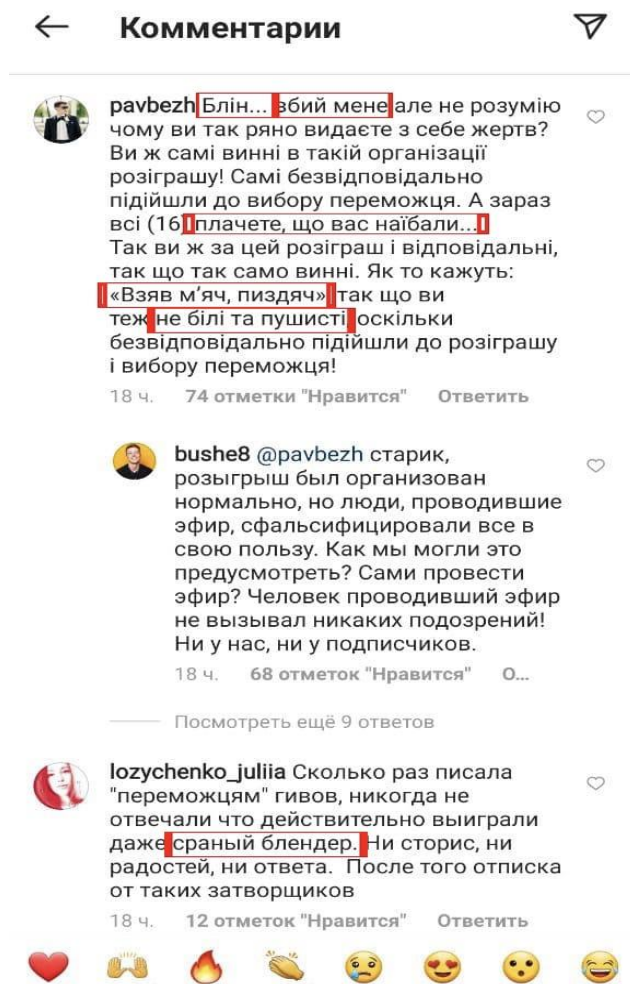 Комментарии
pavbezh Блін... вбий мене але не розумію
чому ви так ряно видаєте з себе жертв?
Ви ж самі винні в такій організації
розіграшу! Самі безвідповідально
підійшли до вибору переможця. А зараз
всі (16) плачете, що вас наїбали...
Так ви ж за цей розіграш і відповідальні,
так що так само винні. Як то кажуть:
«Взяв м’яч, пиздяч» так що ви
теж не білі та пушисті, оскільки
безвідповідально підійшли до розіграшу
і вибору переможця!
18 ч. 74 отметки "Нравится" Ответить
bushe8 @pavbezh старик,
розыгрыш был организован
нормально, но люди, проводившие
эфир, сфальсифицировали все в
свою пользу. Как мы могли это
предусмотреть? Сами провести
эфир? Человек проводивший эфир
не вызывал никаких подозрений!
Ни у нас, ни у подписчиков.
18 ч. 68 отметок "Нравится" О...
Посмотреть ещё 9 ответов
lozychenko_juliia Сколько раз писала
"переможцям" гивов, никогда не
отвечали что действительно выиграли
даже сраный блендер. Ни сторис, ни
радостей, ни ответа. После того отписка
от таких затворщиков
18 ч. 12 отметок "Нравится" Ответить